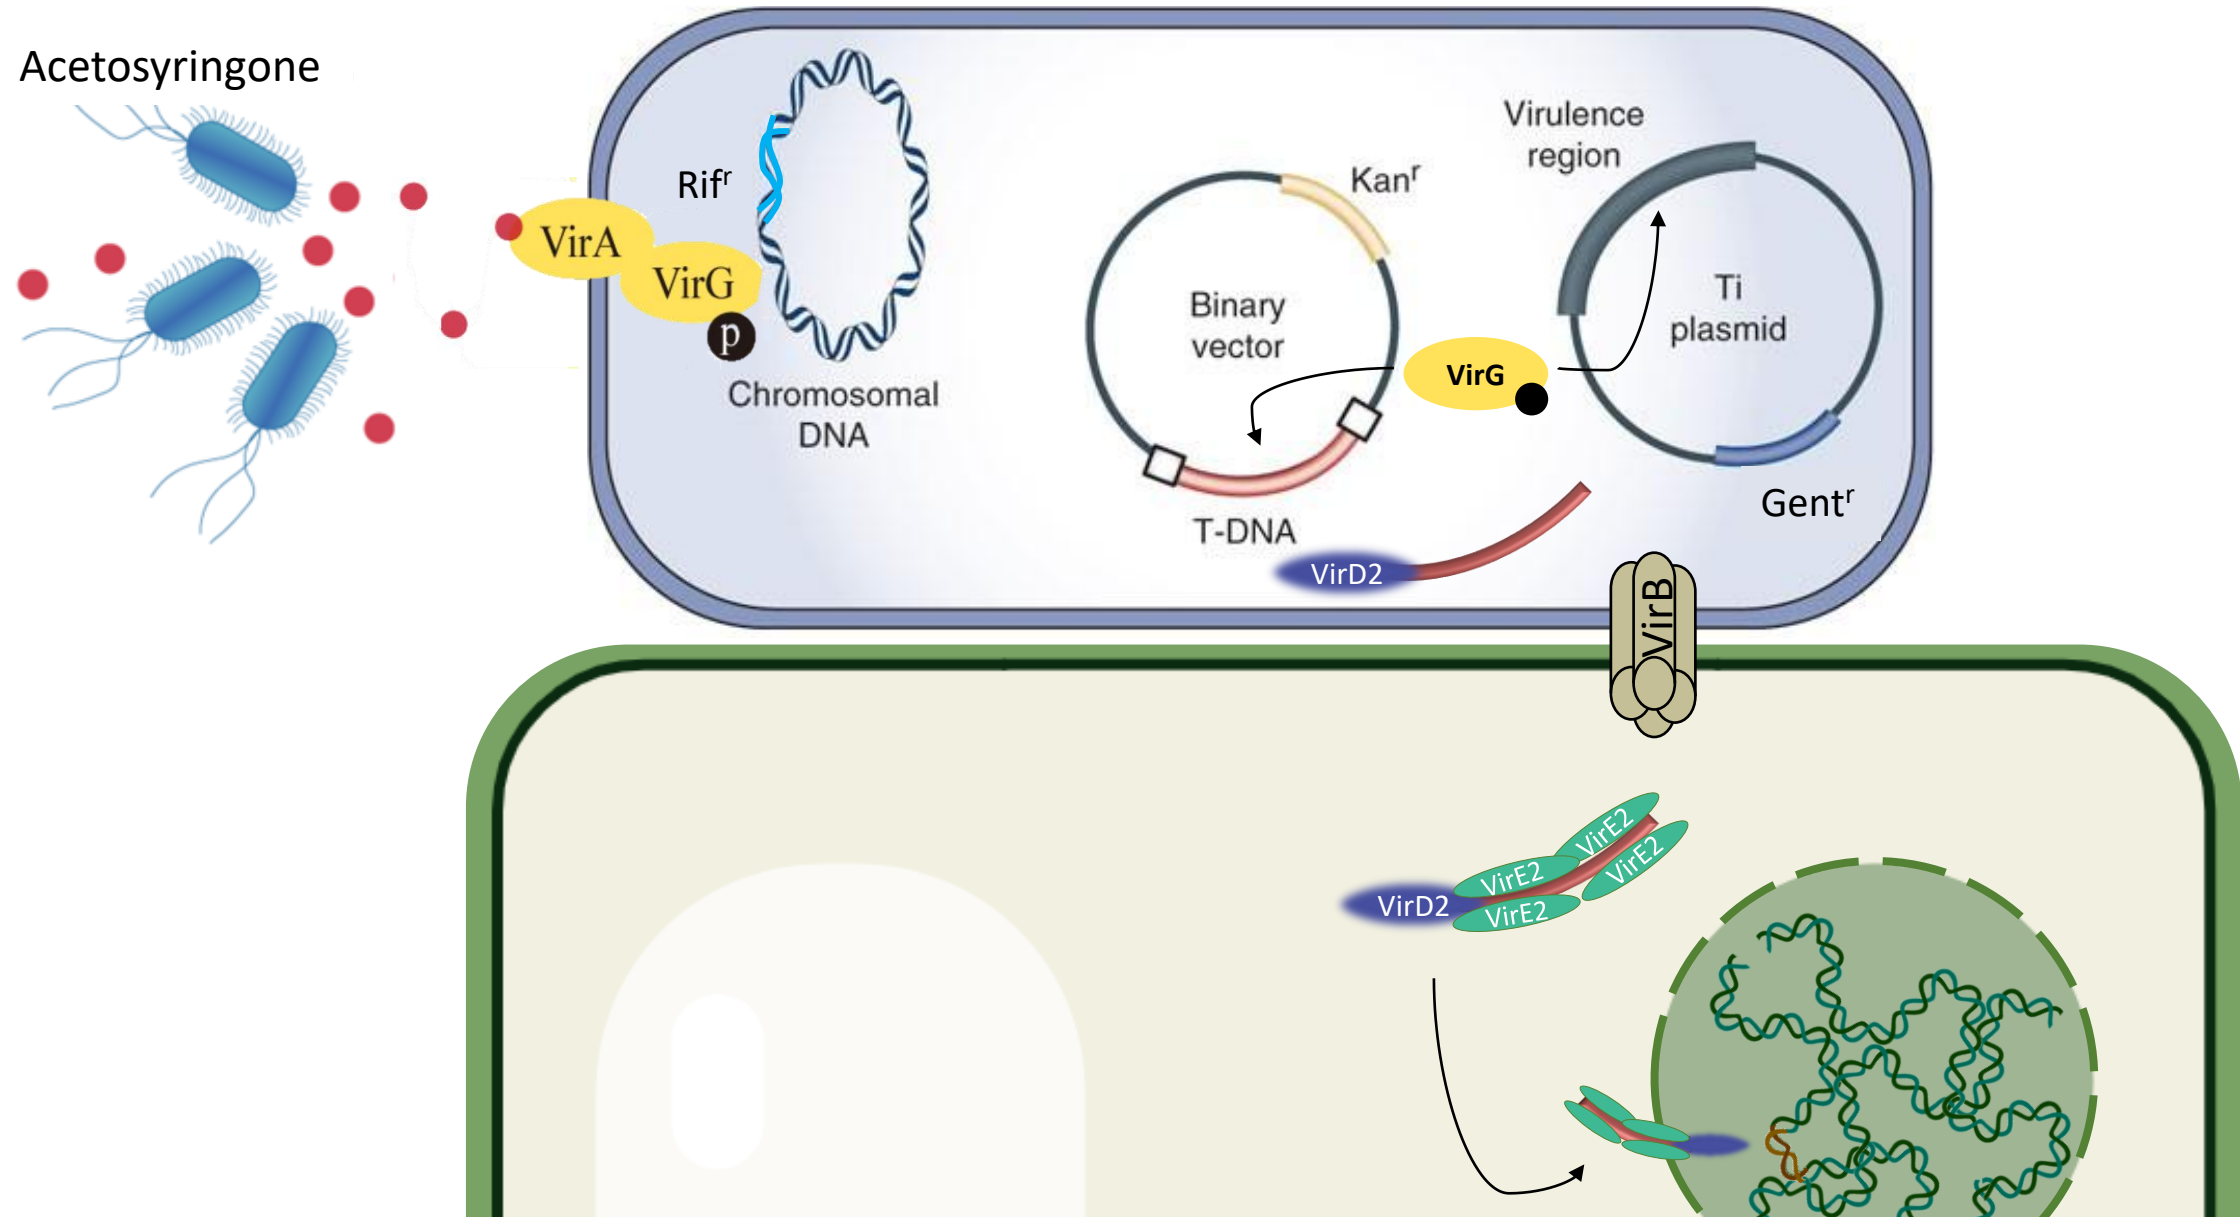 Acetosyringone
Rifʳ
VirA
VirG
p
Chromosomal
DNA
Binary
vector
Kanʳ
T-DNA
VirG
Virulence
region
Ti
plasmid
Gentʳ
VirD2
VirB
VirE2
VirE2
VirE2
VirE2
VirD2